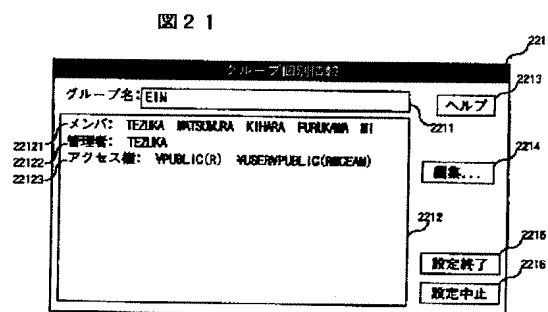 図21
221
グループ個別情報
グループ名: EIN
ヘルプ
2213
2211
22121
メンバ: TEZUKA MATSUMURA KIHARA FURUKAWA
22122
管理者: TEZUKA
22123
アクセス権: ¥PUBLIC(R)
2214
編集...
2212
2215
設定終了
2216
設定中止